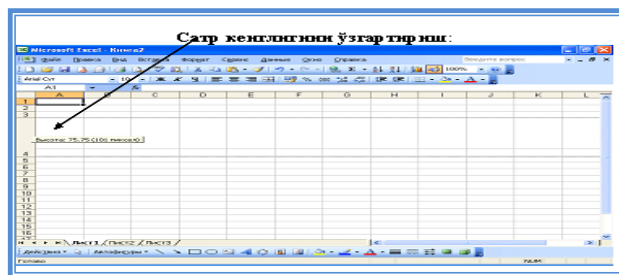 Сатр кенглигини ўзгартириш:
Microsoft Excel - Книга2
Файл Правка Вид Вставка Формат Сервис Данные Окно Справка
Введите вопрос
Arial Cyr 10 Ж К Ч 100%
A1 fx
A B C D E F G H I J K L
1
2
3
Высота: 75,75 (101 пиксел)
4
5
6
7
8
9
10
11
12
13
14
15
16
Лист1 Лист2 Лист3
Действия Автофигуры
Готово NUM